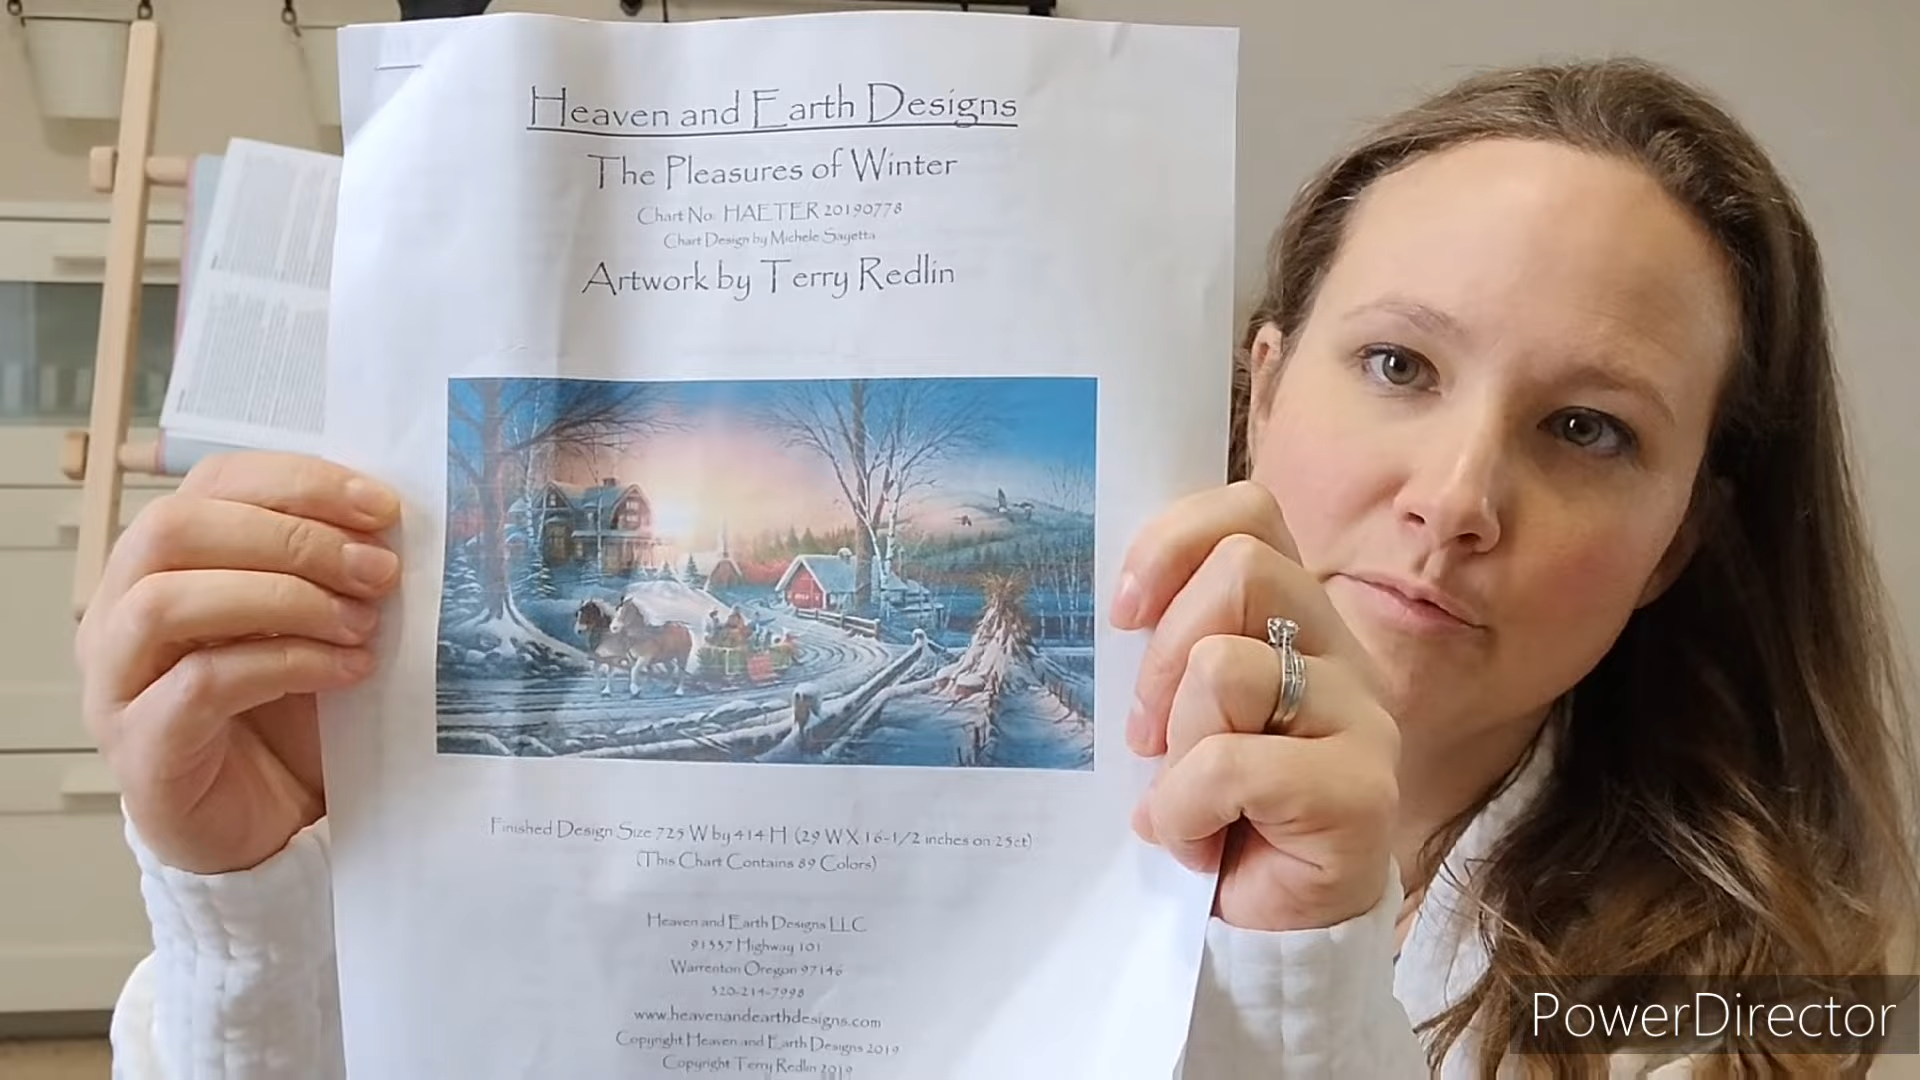 Heaven and Earth Designs
The Pleasures of Winter
Chart No: HAETER 20190778
Chart Design by Michele Sayetta
Artwork by Terry Redlin
Finished Design Size 725 W by 414 H (29 W X 16-1/2 inches on 25ct)
(This Chart Contains 89 Colors)
Heaven and Earth Designs LLC
91357 Highway 101
Warrenton Oregon 97146
320-214-7998
www.heavenandearthdesigns.com
Copyright Heaven and Earth Designs 2019
Copyright Terry Redlin 2019
PowerDirector